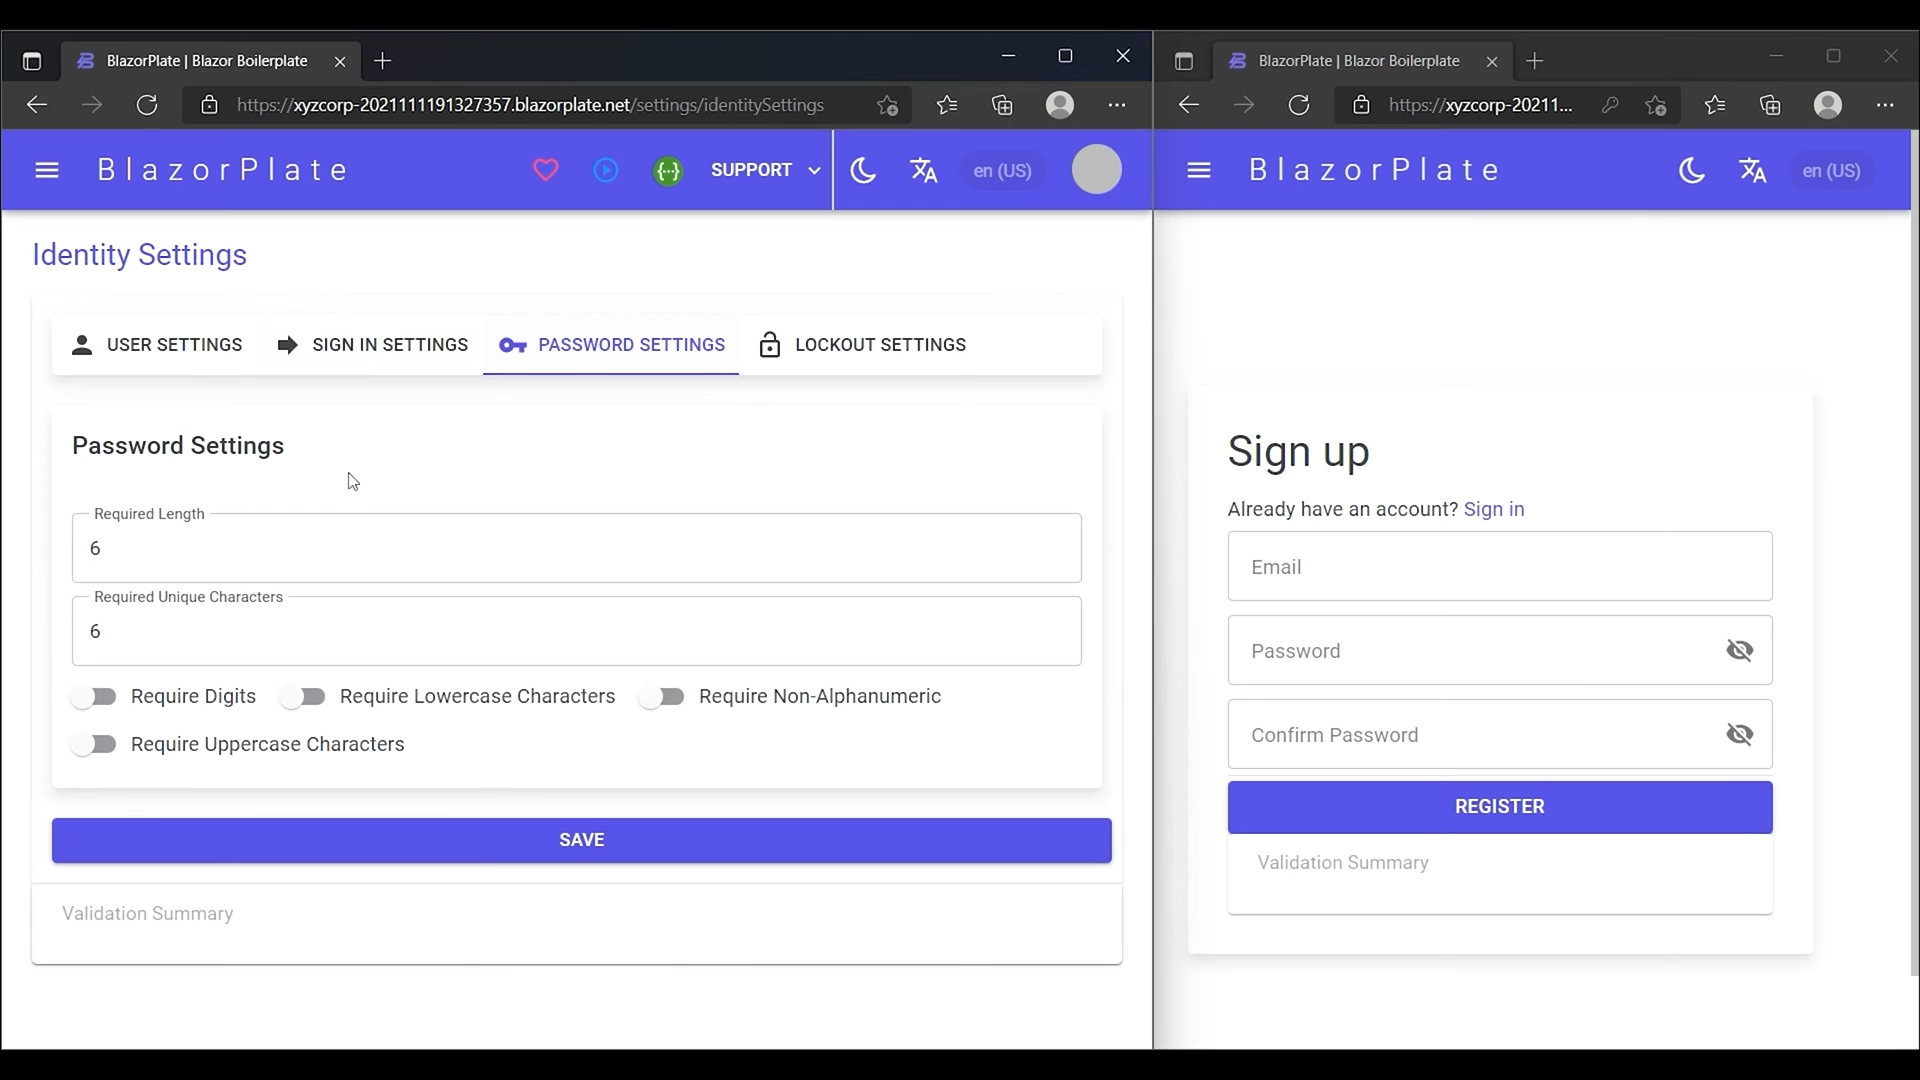 BlazorPlate | Blazor Boilerplate
https://xyzcorp-2021111191327357.blazorplate.net/settings/identitySettings
BlazorPlate
SUPPORT
en (US)
Identity Settings
USER SETTINGS
SIGN IN SETTINGS
PASSWORD SETTINGS
LOCKOUT SETTINGS
Password Settings
Required Length
6
Required Unique Characters
6
Require Digits
Require Lowercase Characters
Require Non-Alphanumeric
Require Uppercase Characters
SAVE
Validation Summary
BlazorPlate | Blazor Boilerplate
https://xyzcorp-20211...
BlazorPlate
en (US)
Sign up
Already have an account? Sign in
Email
Password
Confirm Password
REGISTER
Validation Summary